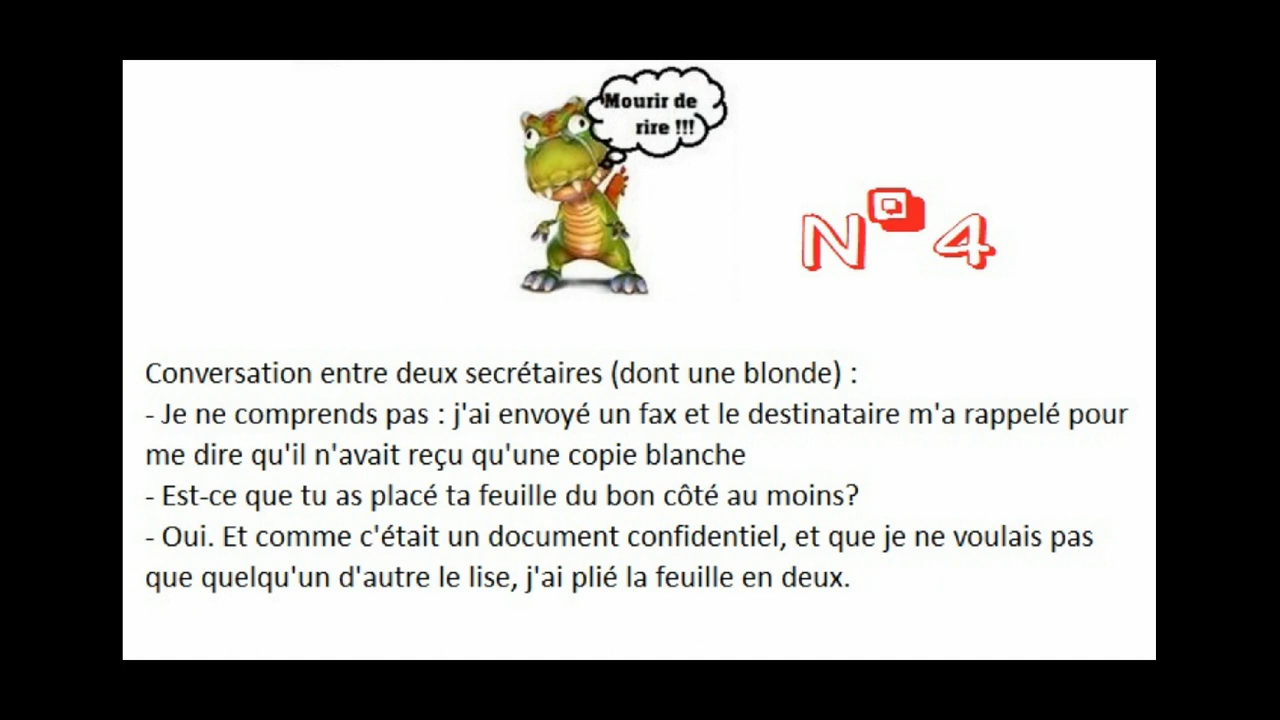 Mourir de
rire !!!
N° 4
Conversation entre deux secrétaires (dont une blonde) :
- Je ne comprends pas : j'ai envoyé un fax et le destinataire m'a rappelé pour
me dire qu'il n'avait reçu qu'une copie blanche
- Est-ce que tu as placé ta feuille du bon côté au moins?
- Oui. Et comme c'était un document confidentiel, et que je ne voulais pas
que quelqu'un d'autre le lise, j'ai plié la feuille en deux.